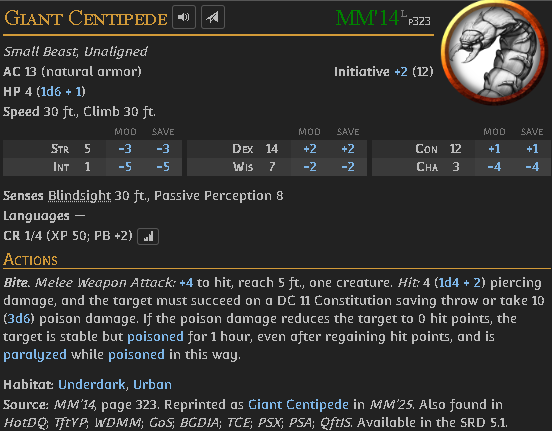 GIANT CENTIPEDE MM'14ᴸ p323
Small Beast, Unaligned
AC 13 (natural armor) Initiative +2 (12)
HP 4 (1d6 + 1)
Speed 30 ft., Climb 30 ft.
MOD SAVE MOD SAVE MOD SAVE
STR 5 −3 −3 DEX 14 +2 +2 CON 12 +1 +1
INT 1 −5 −5 WIS 7 −2 −2 CHA 3 −4 −4
Senses Blindsight 30 ft., Passive Perception 8
Languages —
CR 1/4 (XP 50; PB +2)
ACTIONS
Bite. Melee Weapon Attack: +4 to hit, reach 5 ft., one creature. Hit: 4 (1d4 + 2) piercing
damage, and the target must succeed on a DC 11 Constitution saving throw or take 10
(3d6) poison damage. If the poison damage reduces the target to 0 hit points, the
target is stable but poisoned for 1 hour, even after regaining hit points, and is
paralyzed while poisoned in this way.
Habitat: Underdark, Urban
Source: MM'14, page 323. Reprinted as Giant Centipede in MM'25. Also found in
HotDQ; TftYP; WDMM; GoS; BGDIA; TCE; PSX; PSA; QftIS. Available in the SRD 5.1.